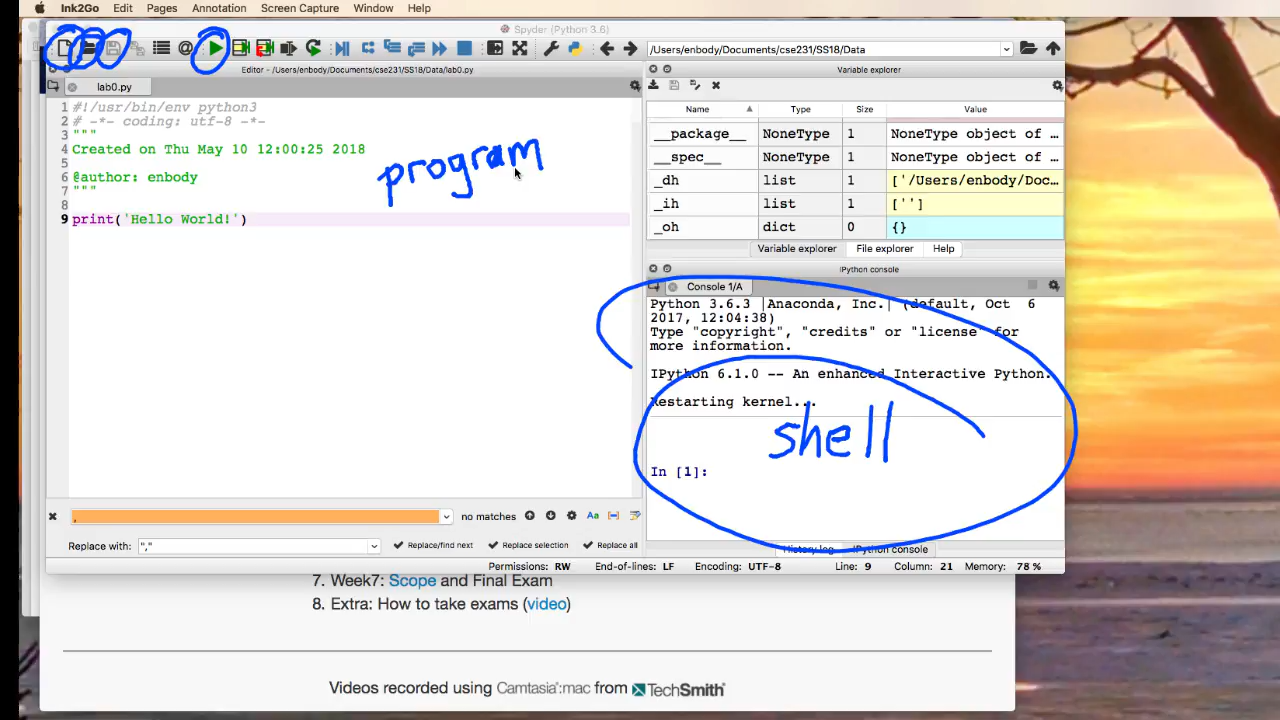 Ink2Go Annotation Screen Capture Window Help
Spyder (Python 3.6)
/Users/enbody/Documents/cse231/SS18/Data
Editor - /Users/enbody/Documents/cse231/SS18/Data/lab0.py
lab0.py
1 #!/usr/bin/env python3
2 # -*- coding: utf-8 -*-
3 """
4 Created on Thu May 10 12:00:25 2018
5
6 @author: enbody
7 """
8
9 print('Hello World!')
program
, no matches Aa
Replace with: "," Replace/find next Replace selection Replace all
Variable explorer
Name Type Size Value
__package__ NoneType 1 NoneType object of ...
__spec__ NoneType 1 NoneType object of ...
_dh list 1 ['/Users/enbody/Doc...
_ih list 1 ['']
_oh dict 0 {}
Variable explorer File explorer Help
IPython console
Console 1/A
Python 3.6.3 |Anaconda, Inc.| (default, Oct 6
2017, 12:04:38)
Type "copyright", "credits" or "license" for
more information.
IPython 6.1.0 -- An enhanced Interactive Python.
Restarting kernel...
shell
In [1]:
History log IPython console
Permissions: RW End-of-lines: LF Encoding: UTF-8 Line: 9 Column: 21 Memory: 78 %
7. Week7: Scope and Final Exam
8. Extra: How to take exams (video)
Videos recorded using Camtasia:mac from TechSmith